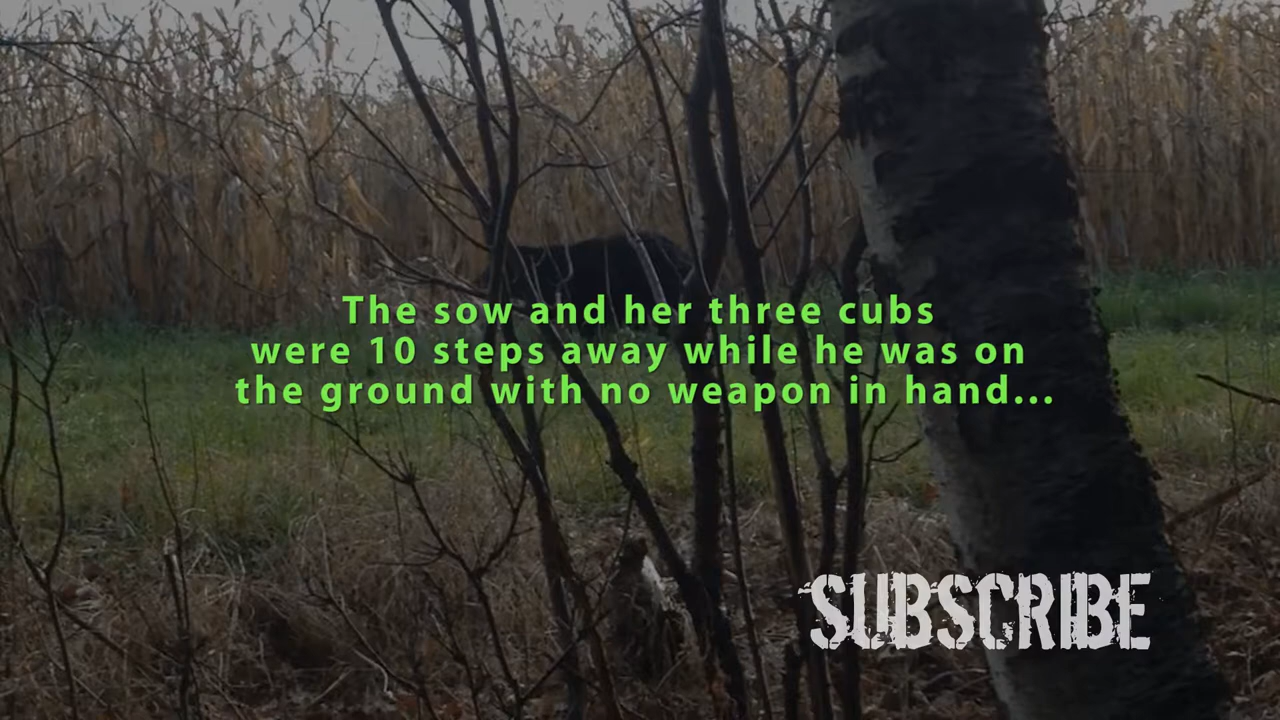 The sow and her three cubs
were 10 steps away while he was on
the ground with no weapon in hand...
SUBSCRIBE